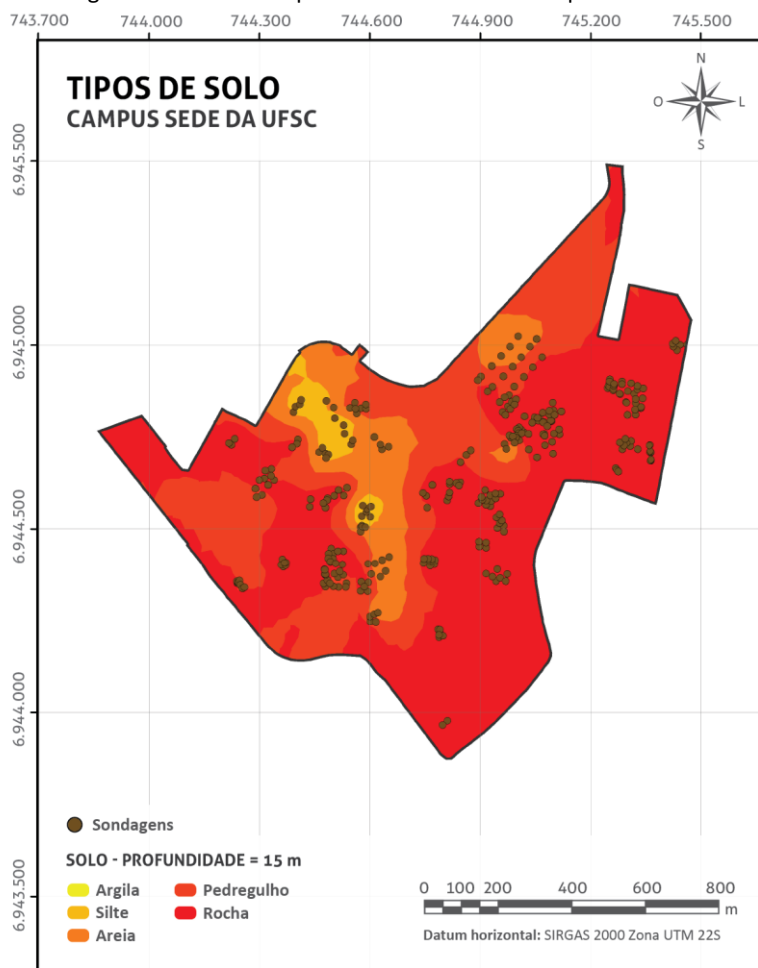 743.700 744.000 744.300 744.600 744.900 745.200 745.500
TIPOS DE SOLO
CAMPUS SEDE DA UFSC
N
O L
S
6.945.500
6.945.000
6.944.500
6.944.000
6.943.500
Sondagens
SOLO - PROFUNDIDADE = 15 m
Argila Pedregulho
Silte Rocha
Areia
0 100 200 400 600 800
m
Datum horizontal: SIRGAS 2000 Zona UTM 22S